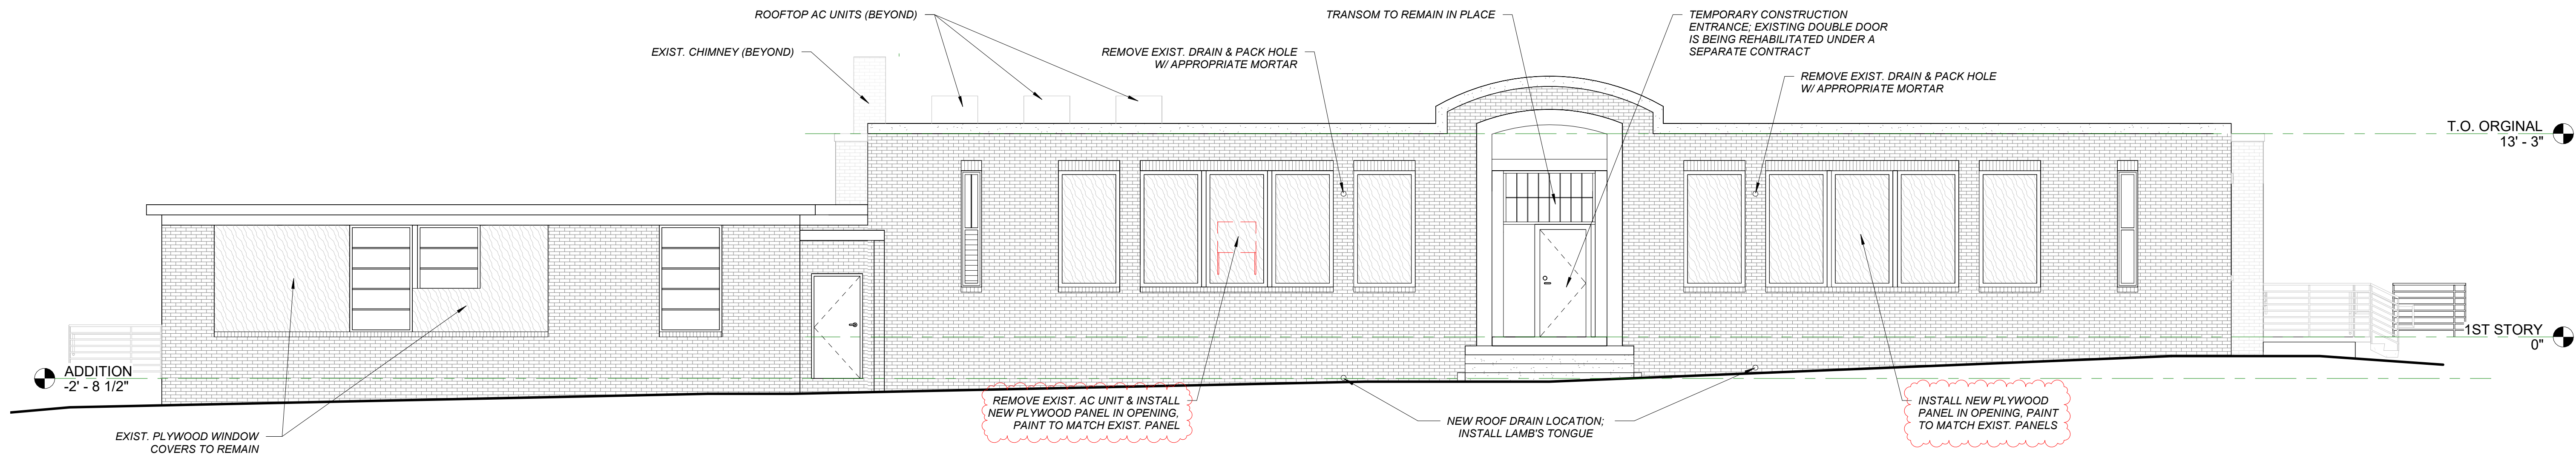 ROOFTOP AC UNITS (BEYOND)
EXIST. CHIMNEY (BEYOND)
REMOVE EXIST. DRAIN & PACK HOLE
W/ APPROPRIATE MORTAR
TRANSOM TO REMAIN IN PLACE
TEMPORARY CONSTRUCTION
ENTRANCE; EXISTING DOUBLE DOOR
IS BEING REHABILITATED UNDER A
SEPARATE CONTRACT
REMOVE EXIST. DRAIN & PACK HOLE
W/ APPROPRIATE MORTAR
T.O. ORGINAL
13' - 3"
1ST STORY
0"
ADDITION
-2' - 8 1/2"
EXIST. PLYWOOD WINDOW
COVERS TO REMAIN
REMOVE EXIST. AC UNIT & INSTALL
NEW PLYWOOD PANEL IN OPENING,
PAINT TO MATCH EXIST. PANEL
NEW ROOF DRAIN LOCATION;
INSTALL LAMB'S TONGUE
INSTALL NEW PLYWOOD
PANEL IN OPENING, PAINT
TO MATCH EXIST. PANELS